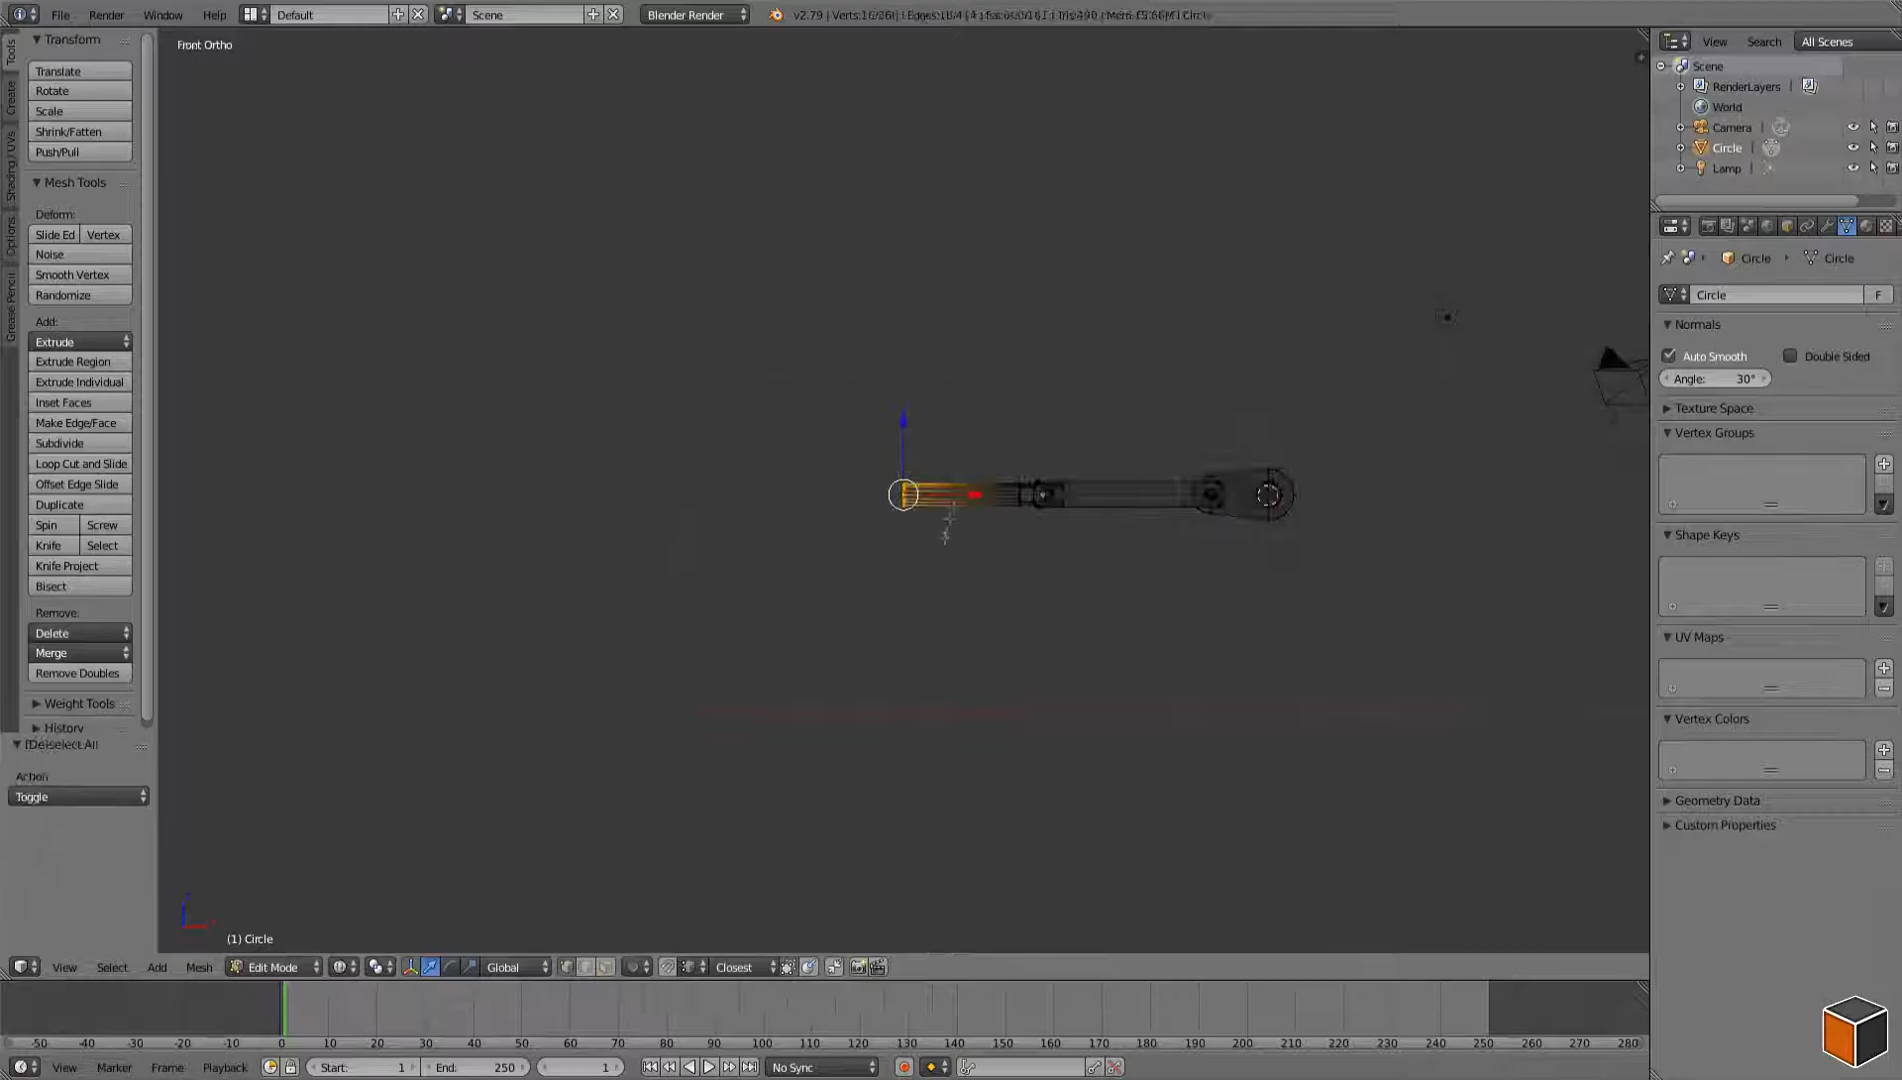 File Render Window Help Default Scene Blender Render
Transform
Translate
Rotate
Scale
Shrink/Fatten
Push/Pull
Mesh Tools
Deform:
Slide Ed Vertex
Noise
Smooth Vertex
Randomize
Add:
Extrude
Extrude Region
Extrude Individual
Inset Faces
Make Edge/Face
Subdivide
Loop Cut and Slide
Offset Edge Slide
Duplicate
Spin Screw
Knife Select
Knife Project
Bisect
Remove:
Delete
Merge
Remove Doubles
Weight Tools
History
Action
Toggle
Tools
Create
Shading / UVs
Options
Grease Pencil
Front Ortho
(1) Circle
View Search All Scenes
Scene
RenderLayers
World
Camera
Circle
Lamp
Circle Circle
Circle F
Normals
Auto Smooth Double Sided
Angle: 30°
Texture Space
Vertex Groups
Shape Keys
UV Maps
Vertex Colors
Geometry Data
Custom Properties
View Select Add Mesh Edit Mode Global Closest
-50 -40 -30 -20 -10 0 10 20 30 40 50 60 70 80 90 100 110 120 130 140 150 160 170 180 190 200 210 220 230 240 250 260 270 280
View Marker Frame Playback Start: 1 End: 250 1 No Sync